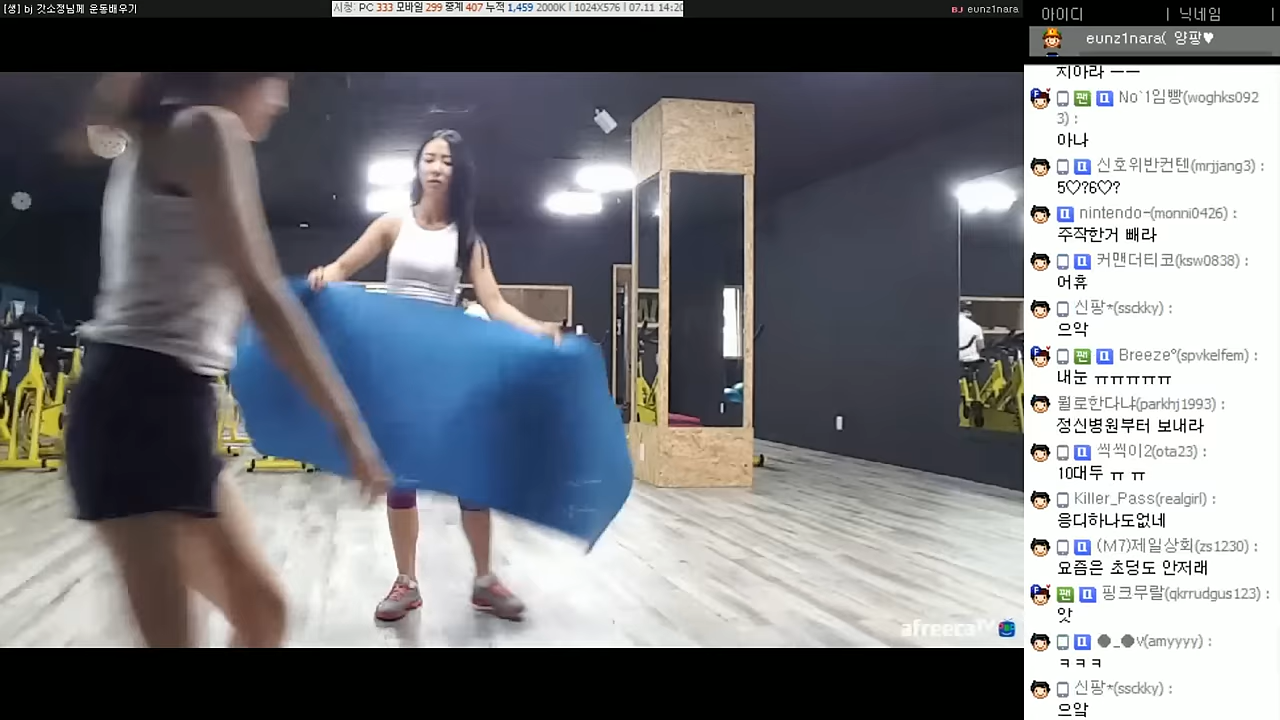 [생] bj 갓소정님께 운동배우기
시청: PC 333 모바일 299 중계 407 누적 1,459 2000K | 1024X576 | 07.11 14:20
BJ eunz1nara
아이디 | 닉네임 |
eunz1nara( 양팡♥
지아라 ㅡㅡ
팬 No`1임빵(woghks092
3) :
아나
신호위반컨텐(mrjjang3) :
5♡?6♡?
nintendo-(monni0426) :
주작한거 빼라
커맨더티코(ksw0838) :
어휴
신팡*(ssckky) :
으악
팬 Breeze°(spvkelfem) :
내눈 ㅠㅠㅠㅠㅠ
뭘로한다냐(parkhj1993) :
정신병원부터 보내라
씩씩이2(ota23) :
10대두 ㅠ ㅠ
Killer_Pass(realgirl) :
응디하나도없네
(M7)제일상회(zs1230) :
요즘은 초딩도 안저래
팬 핑크무랄(qkrrudgus123) :
앗
●_●V(amyyyy) :
ㅋㅋㅋ
신팡*(ssckky) :
으앜
afreecaTV